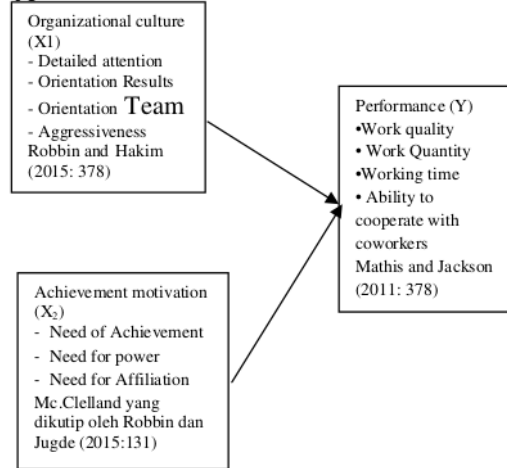 Organizational culture
(X1)
- Detailed attention
- Orientation Results
- Orientation Team
- Aggressiveness
Robbin and Hakim
(2015: 378)
Performance (Y)
•Work quality
• Work Quantity
•Working time
• Ability to
cooperate with
coworkers
Mathis and Jackson
(2011: 378)
Achievement motivation
(X₂)
- Need of Achievement
- Need for power
- Need for Affiliation
Mc.Clelland yang
dikutip oleh Robbin dan
Jugde (2015:131)